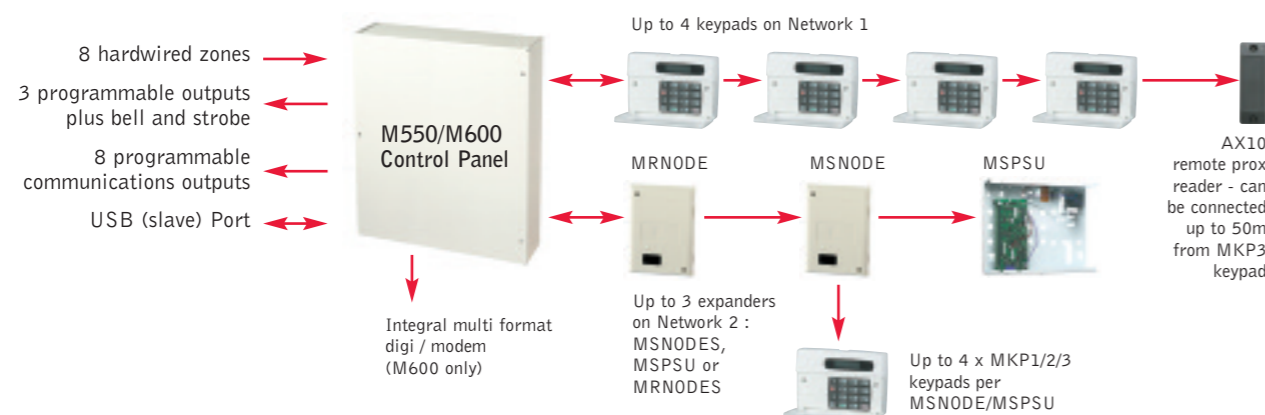 8 hardwired zones
3 programmable outputs
plus bell and strobe
8 programmable
communications outputs
USB (slave) Port
M550/M600
Control Panel
Integral multi format
digi / modem
(M600 only)
Up to 4 keypads on Network 1
AX10
remote prox
reader - can
be connected
up to 50m
from MKP3
keypad
MRNODE
MSNODE
MSPSU
Up to 3 expanders
on Network 2 :
MSNODES,
MSPSU or
MRNODES
Up to 4 x MKP1/2/3
keypads per
MSNODE/MSPSU